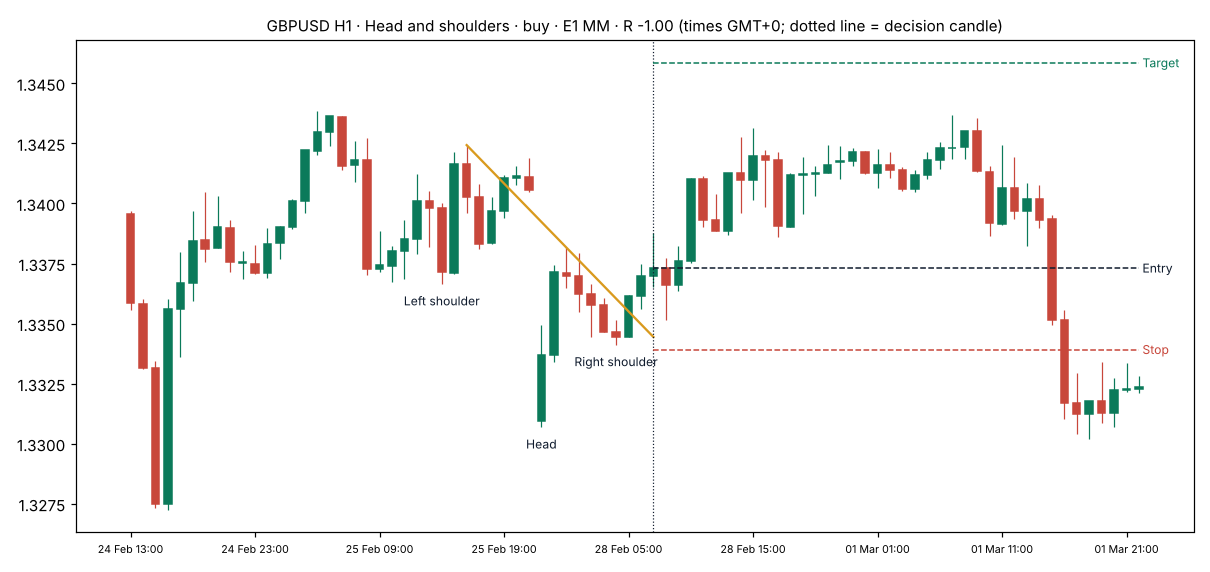 GBPUSD H1 · Head and shoulders · buy · E1 MM · R -1.00 (times GMT+0; dotted line = decision candle)
Target
1.3450
1.3425
1.3400
1.3375
Entry
Left shoulder
1.3350
Stop
Right shoulder
1.3325
Head
1.3300
1.3275
24 Feb 13:00
24 Feb 23:00
25 Feb 09:00
25 Feb 19:00
28 Feb 05:00
28 Feb 15:00
01 Mar 01:00
01 Mar 11:00
01 Mar 21:00